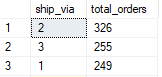 ship_via total_orders
1 2 326
2 3 255
3 1 249